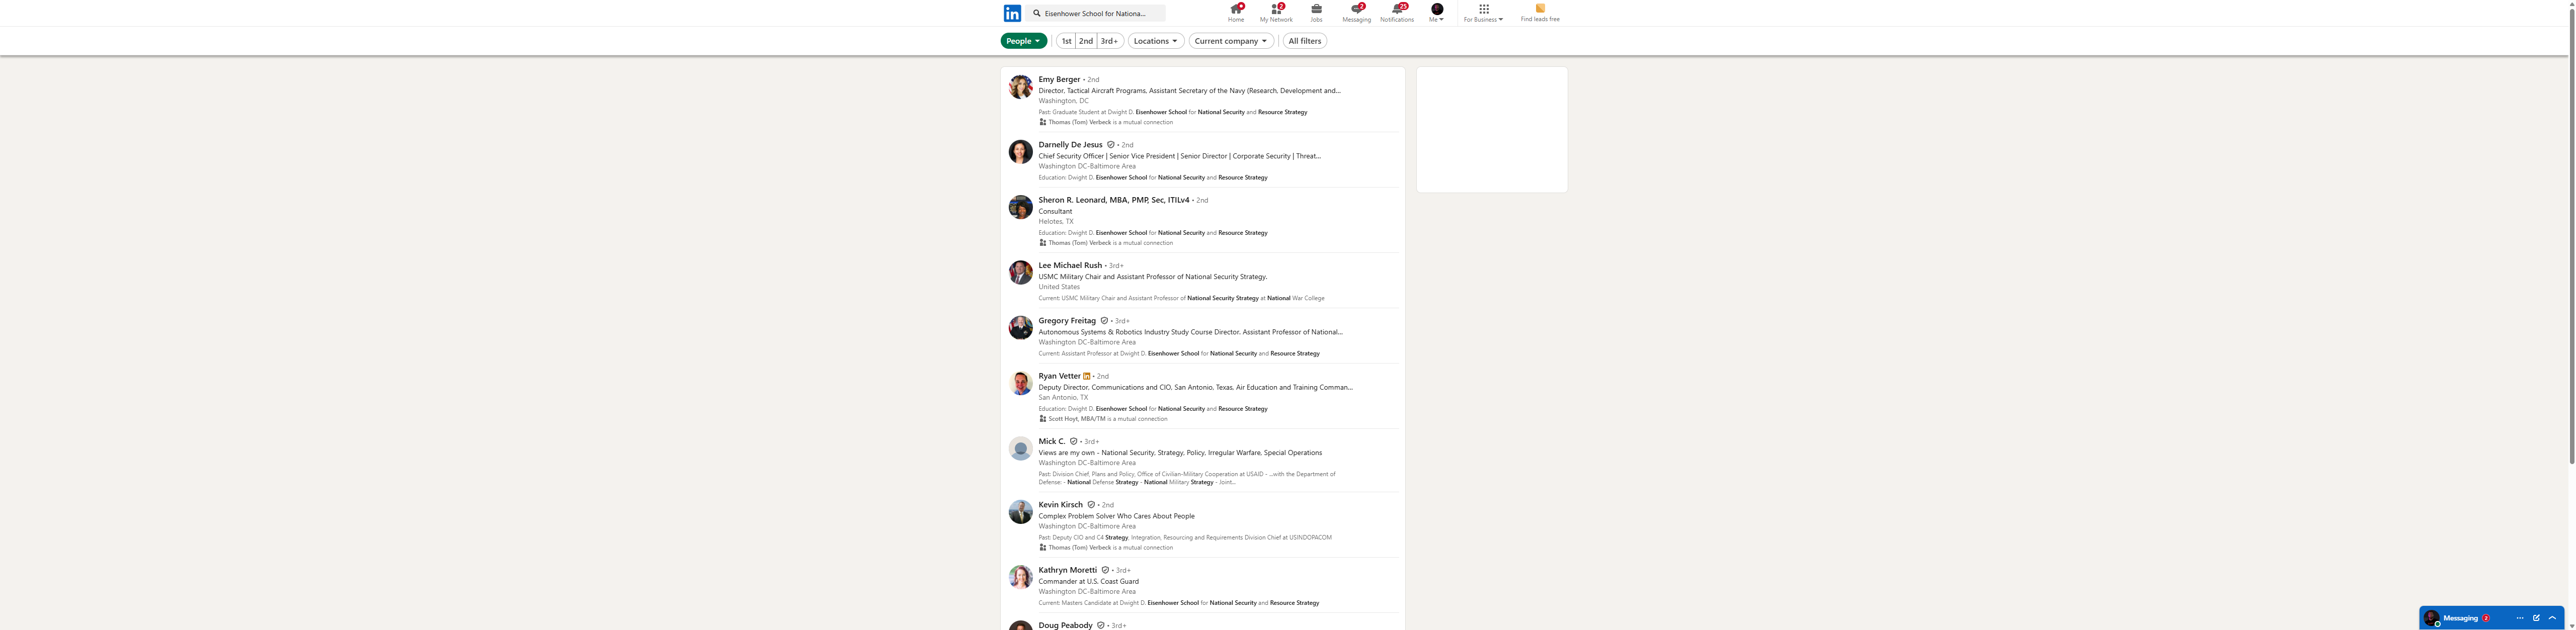 in
Eisenhower School for Nationa...
Home
2
My Network
Jobs
2
Messaging
25
Notifications
Me
For Business
Find leads free
People
1st
2nd
3rd+
Locations
Current company
All filters
Emy Berger • 2nd
Director, Tactical Aircraft Programs, Assistant Secretary of the Navy (Research, Development and...
Washington, DC
Past: Graduate Student at Dwight D. Eisenhower School for National Security and Resource Strategy
Thomas (Tom) Verbeck is a mutual connection
Darnelly De Jesus • 2nd
Chief Security Officer | Senior Vice President | Senior Director | Corporate Security | Threat...
Washington DC-Baltimore Area
Education: Dwight D. Eisenhower School for National Security and Resource Strategy
Sheron R. Leonard, MBA, PMP, Sec, ITILv4 • 2nd
Consultant
Helotes, TX
Education: Dwight D. Eisenhower School for National Security and Resource Strategy
Thomas (Tom) Verbeck is a mutual connection
Lee Michael Rush • 3rd+
USMC Military Chair and Assistant Professor of National Security Strategy.
United States
Current: USMC Military Chair and Assistant Professor of National Security Strategy at National War College
Gregory Freitag • 3rd+
Autonomous Systems & Robotics Industry Study Course Director, Assistant Professor of National...
Washington DC-Baltimore Area
Current: Assistant Professor at Dwight D. Eisenhower School for National Security and Resource Strategy
Ryan Vetter in • 2nd
Deputy Director, Communications and CIO, San Antonio, Texas, Air Education and Training Comman...
San Antonio, TX
Education: Dwight D. Eisenhower School for National Security and Resource Strategy
Scott Hoyt, MBA/TM is a mutual connection
Mick C. • 3rd+
Views are my own - National Security, Strategy, Policy, Irregular Warfare, Special Operations
Washington DC-Baltimore Area
Past: Division Chief, Plans and Policy, Office of Civilian-Military Cooperation at USAID - ...with the Department of
Defense: - National Defense Strategy - National Military Strategy - Joint...
Kevin Kirsch • 2nd
Complex Problem Solver Who Cares About People
Washington DC-Baltimore Area
Past: Deputy CIO and C4 Strategy, Integration, Resourcing and Requirements Division Chief at USINDOPACOM
Thomas (Tom) Verbeck is a mutual connection
Kathryn Moretti • 3rd+
Commander at U.S. Coast Guard
Washington DC-Baltimore Area
Current: Masters Candidate at Dwight D. Eisenhower School for National Security and Resource Strategy
Doug Peabody • 3rd+
Messaging 2